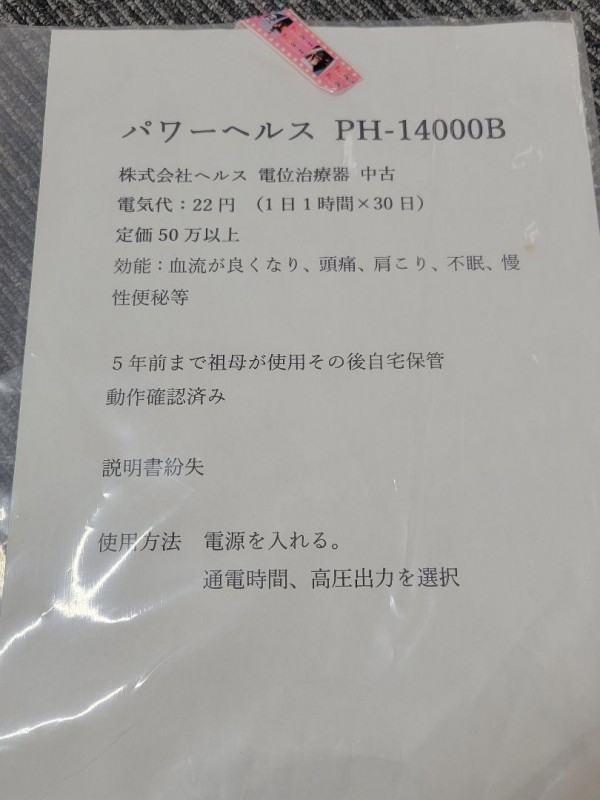 パワーヘルス PH-14000B
株式会社ヘルス 電位治療器 中古
電気代：22円 （1日1時間×30日）
定価50万以上
効能：血流が良くなり、頭痛、肩こり、不眠、慢
性便秘等
５年前まで祖母が使用その後自宅保管
動作確認済み
説明書紛失
使用方法　電源を入れる。
通電時間、高圧出力を選択